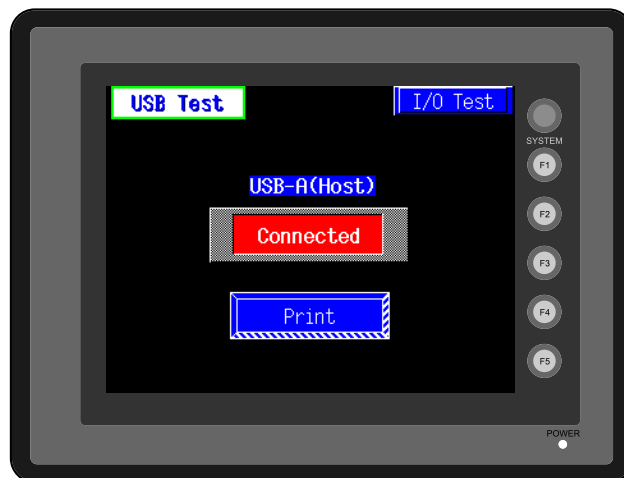 USB Test
I/O Test
SYSTEM
F1
USB-A(Host)
F2
Connected
F3
Print
F4
F5
POWER